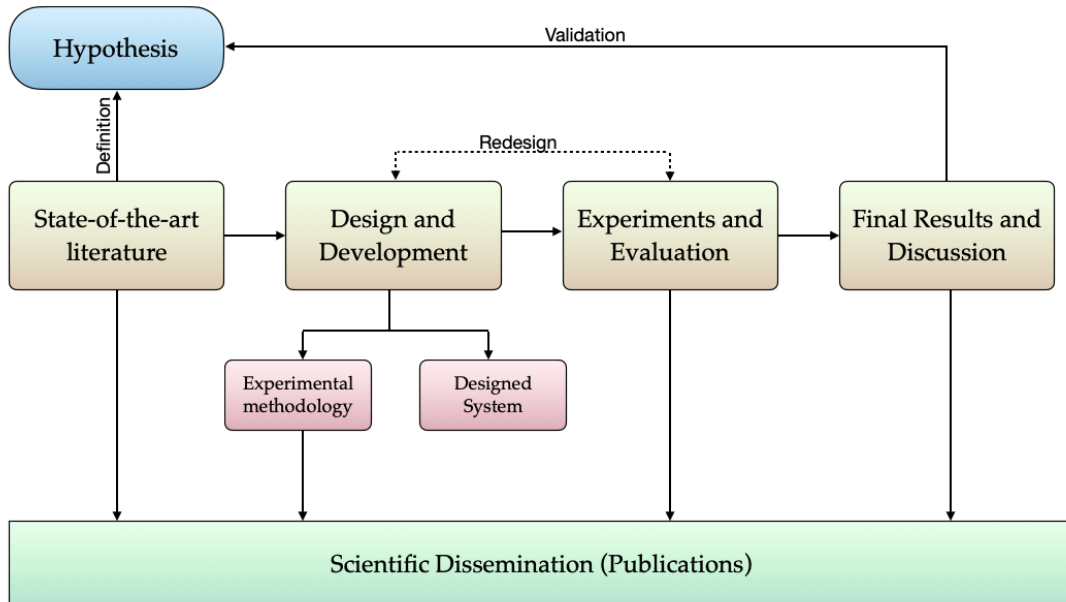 Hypothesis
Validation
Definition
Redesign
State-of-the-art
literature
Design and
Development
Experiments and
Evaluation
Final Results and
Discussion
Experimental
methodology
Designed
System
Scientific Dissemination (Publications)